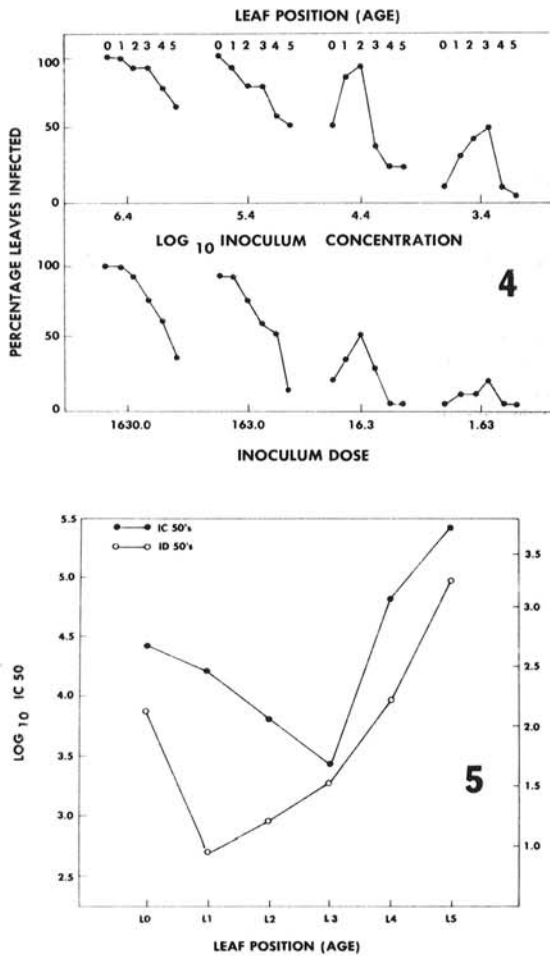 LEAF POSITION (AGE)
0 1 2 3 4 5 0 1 2 3 4 5 0 1 2 3 4 5 0 1 2 3 4 5
100
50
0
6.4 5.4 4.4 3.4
LOG 10 INOCULUM CONCENTRATION
PERCENTAGE LEAVES INFECTED
4
100
50
0
1630.0 163.0 16.3 1.63
INOCULUM DOSE
IC 50's
ID 50's
5.5
5.0
4.5
4.0
3.5
3.0
2.5
LOG 10 IC 50
3.5
3.0
2.5
2.0
1.5
1.0
5
L0 L1 L2 L3 L4 L5
LEAF POSITION (AGE)